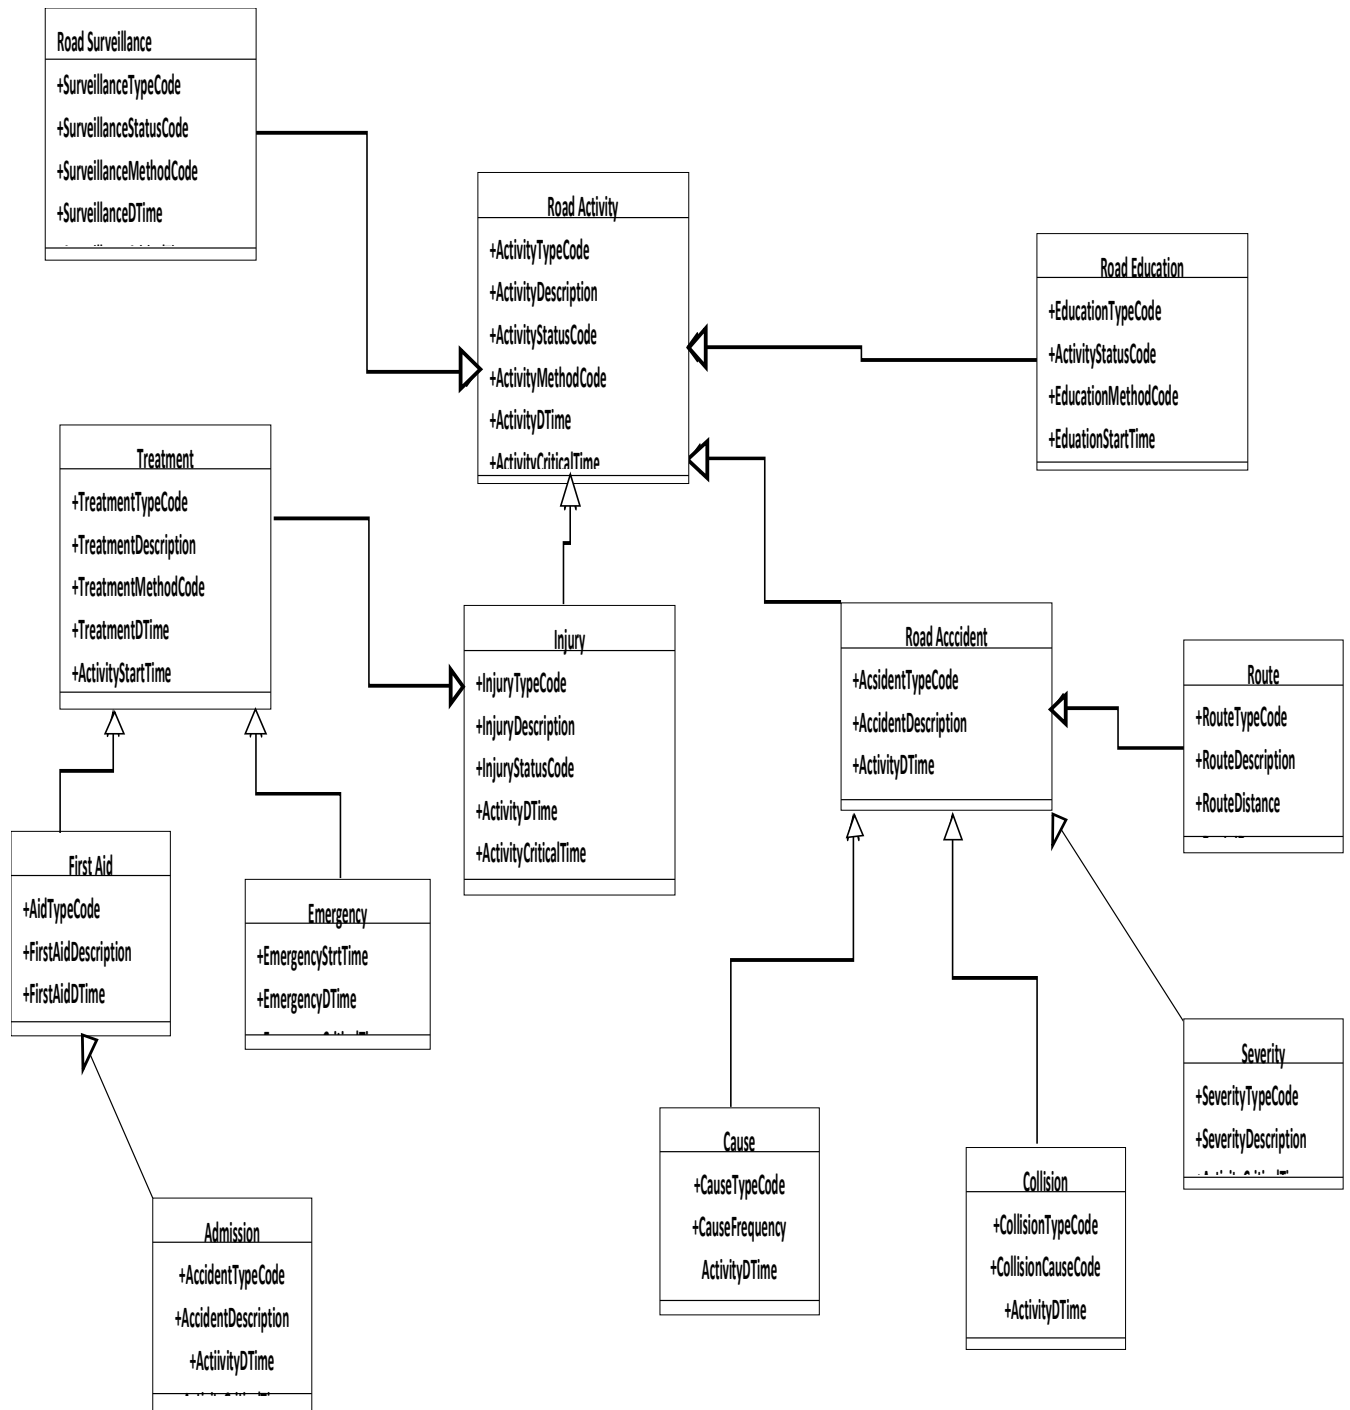 Road Surveillance
+SurveillanceTypeCode
+SurveillanceStatusCode
+SurveillanceMethodCode
+SurveillanceDTime
Road Activity
+ActivityTypeCode
+ActivityDescription
+ActivityStatusCode
+ActivityMethodCode
+ActivityDTime
+ActivityCriticalTime
Road Education
+EducationTypeCode
+ActivityStatusCode
+EducationMethodCode
+EduationStartTime
Treatment
+TreatmentTypeCode
+TreatmentDescription
+TreatmentMethodCode
+TreatmentDTime
+ActivityStartTime
Injury
+InjuryTypeCode
+InjuryDescription
+InjuryStatusCode
+ActivityDTime
+ActivityCriticalTime
Road Acccident
+AcsidentTypeCode
+AccidentDescription
+ActivityDTime
Route
+RouteTypeCode
+RouteDescription
+RouteDistance
First Aid
+AidTypeCode
+FirstAidDescription
+FirstAidDTime
Emergency
+EmergencyStrtTime
+EmergencyDTime
Severity
+SeverityTypeCode
+SeverityDescription
Cause
+CauseTypeCode
+CauseFrequency
ActivityDTime
Collision
+CollisionTypeCode
+CollisionCauseCode
+ActivityDTime
Admission
+AccidentTypeCode
+AccidentDescription
+ActiivityDTime